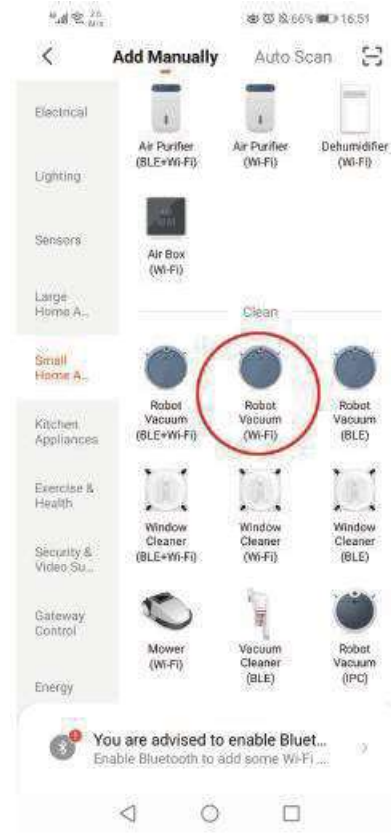 66% 16:51
Add Manually Auto Scan
Electrical
Lighting
Sensors
Large
Home A...
Small
Home A...
Kitchen
Appliances
Exercise &
Health
Security &
Video Su...
Gateway
Control
Energy
Air Purifier
(BLE+Wi-Fi)
Air Purifier
(Wi-Fi)
Dehumidifier
(Wi-Fi)
Air Box
(Wi-Fi)
Clean
Robot
Vacuum
(BLE+Wi-Fi)
Robot
Vacuum
(Wi-Fi)
Robot
Vacuum
(BLE)
Window
Cleaner
(BLE+Wi-Fi)
Window
Cleaner
(Wi-Fi)
Window
Cleaner
(BLE)
Mower
(Wi-Fi)
Vacuum
Cleaner
(BLE)
Robot
Vacuum
(IPC)
You are advised to enable Bluet...
Enable Bluetooth to add some Wi-Fi ...